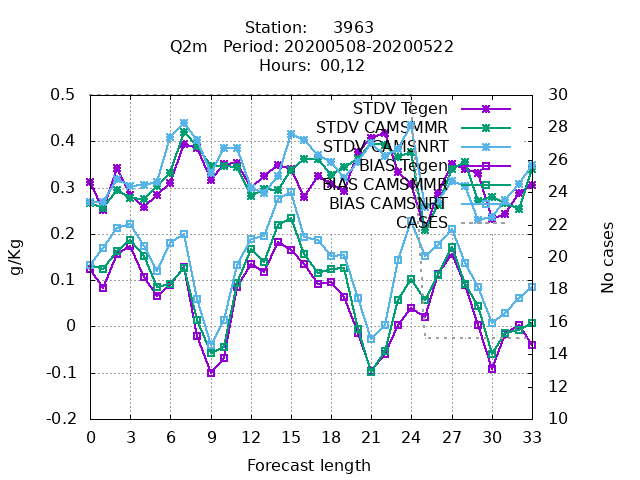 Station: 3963
Q2m Period: 20200508-20200522
Hours: 00,12
0.5
0.4
0.3
0.2
0.1
0
-0.1
-0.2
g/Kg
STDV Tegen
STDV CAMSMMR
STDV CAMSNRT
BIAS Tegen
BIAS CAMSMMR
BIAS CAMSNRT
CASES
30
28
26
24
22
20
18
16
14
12
10
No cases
0 3 6 9 12 15 18 21 24 27 30 33
Forecast length